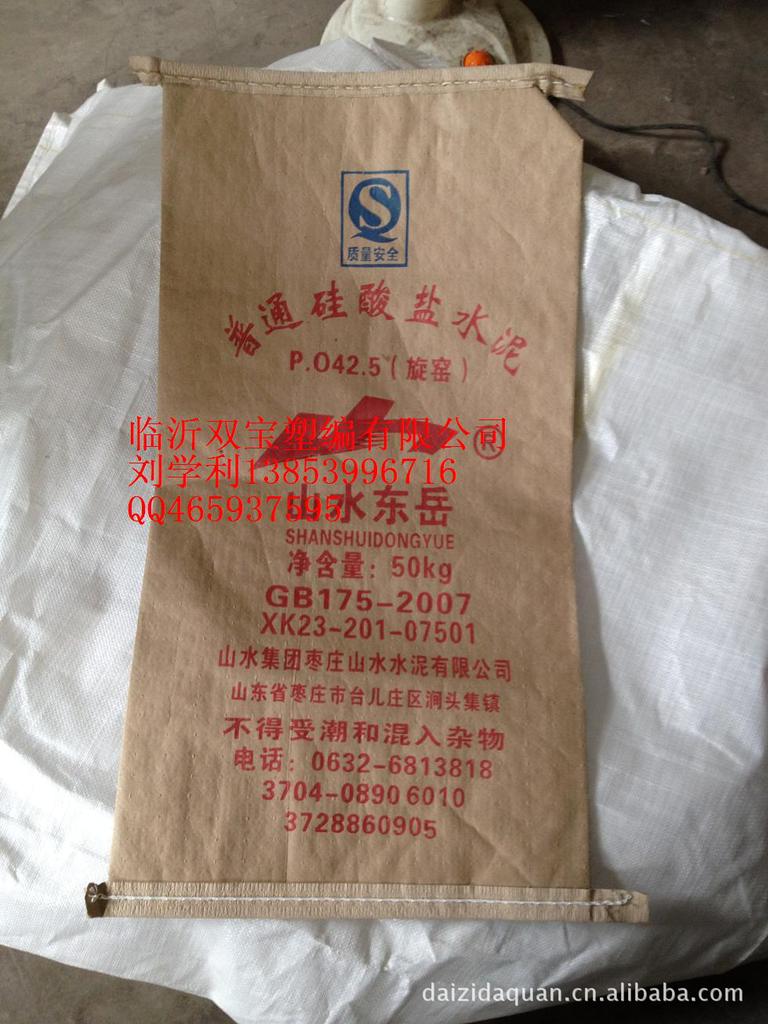 QS
质量安全
普通硅酸盐水泥
P.O42.5(旋窑)
临沂双宝塑编有限公司
R
刘学利13853996716
QQ465937595
山水东岳
SHANSHUIDONGYUE
净含量：50kg
GB175-2007
XK23-201-07501
山水集团枣庄山水水泥有限公司
山东省枣庄市台儿庄区涧头集镇
不得受潮和混入杂物
电话：0632-6813818
3704-08906010
3728860905
daizidaquan.cn.alibaba.com